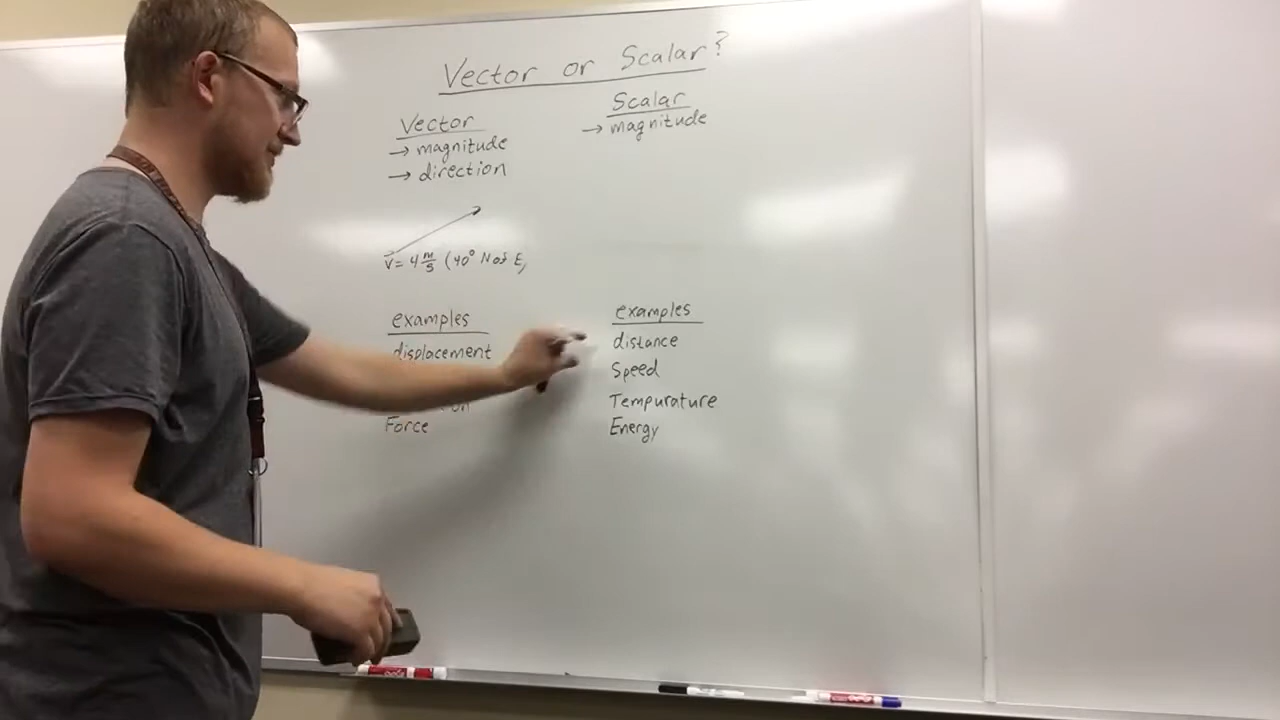 Vector or Scalar?
Vector
→ magnitude
→ direction
v⃗ = 4 m/s (40° N of E)
examples
displacement
Force
Scalar
→ magnitude
examples
distance
Speed
Tempurature
Energy
expo